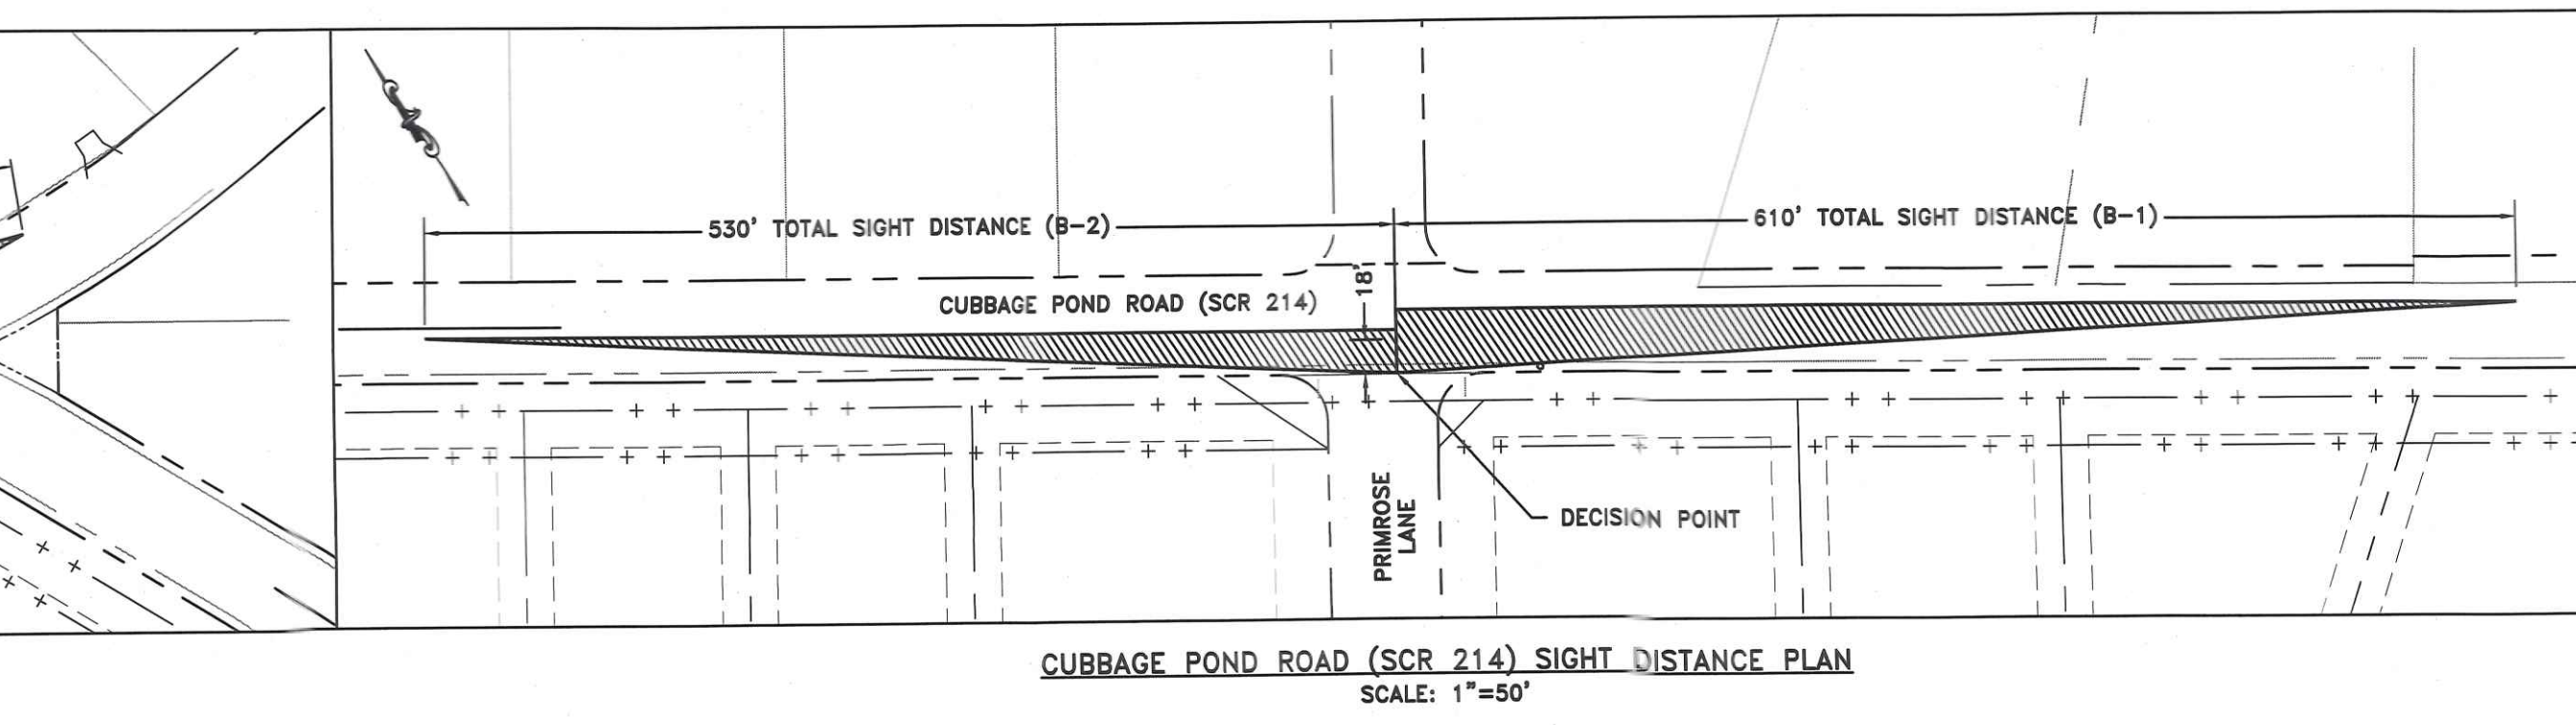 530' TOTAL SIGHT DISTANCE (B-2)
610' TOTAL SIGHT DISTANCE (B-1)
18'
CUBBAGE POND ROAD (SCR 214)
PRIMROSE
LANE
DECISION POINT
CUBBAGE POND ROAD (SCR 214) SIGHT DISTANCE PLAN
SCALE: 1"=50'